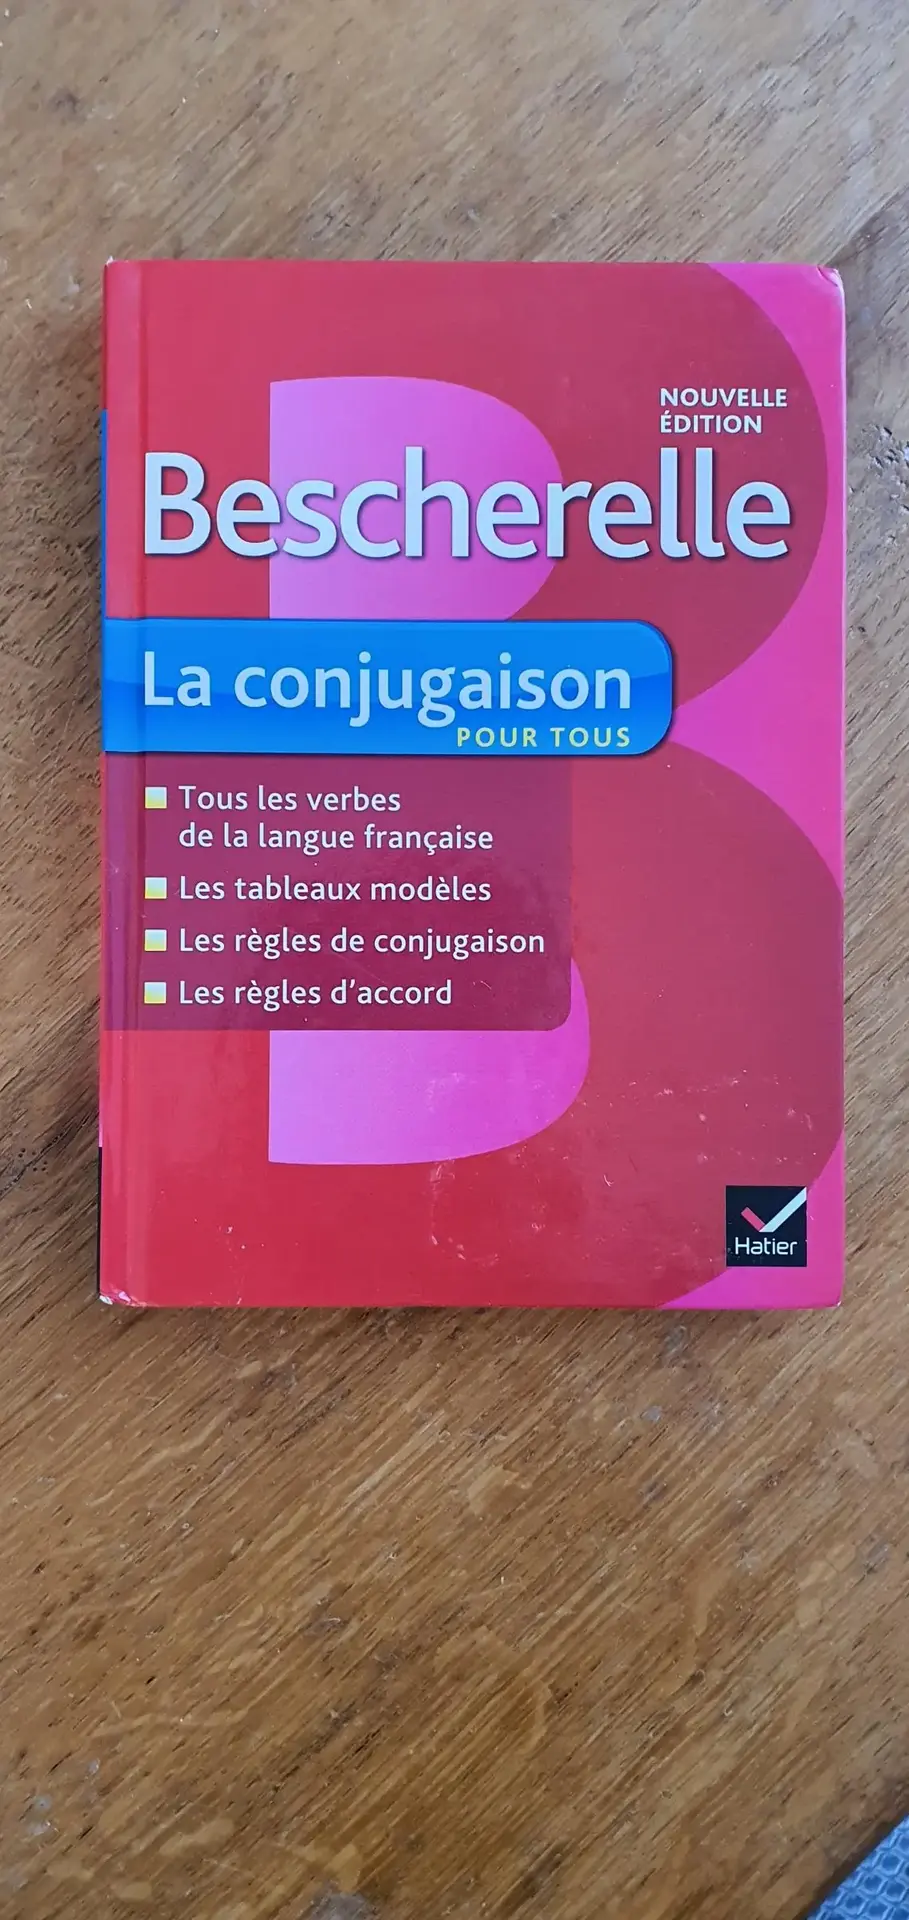 NOUVELLE
ÉDITION
Bescherelle
La conjugaison
POUR TOUS
Tous les verbes
de la langue française
Les tableaux modèles
Les règles de conjugaison
Les règles d'accord
Hatier